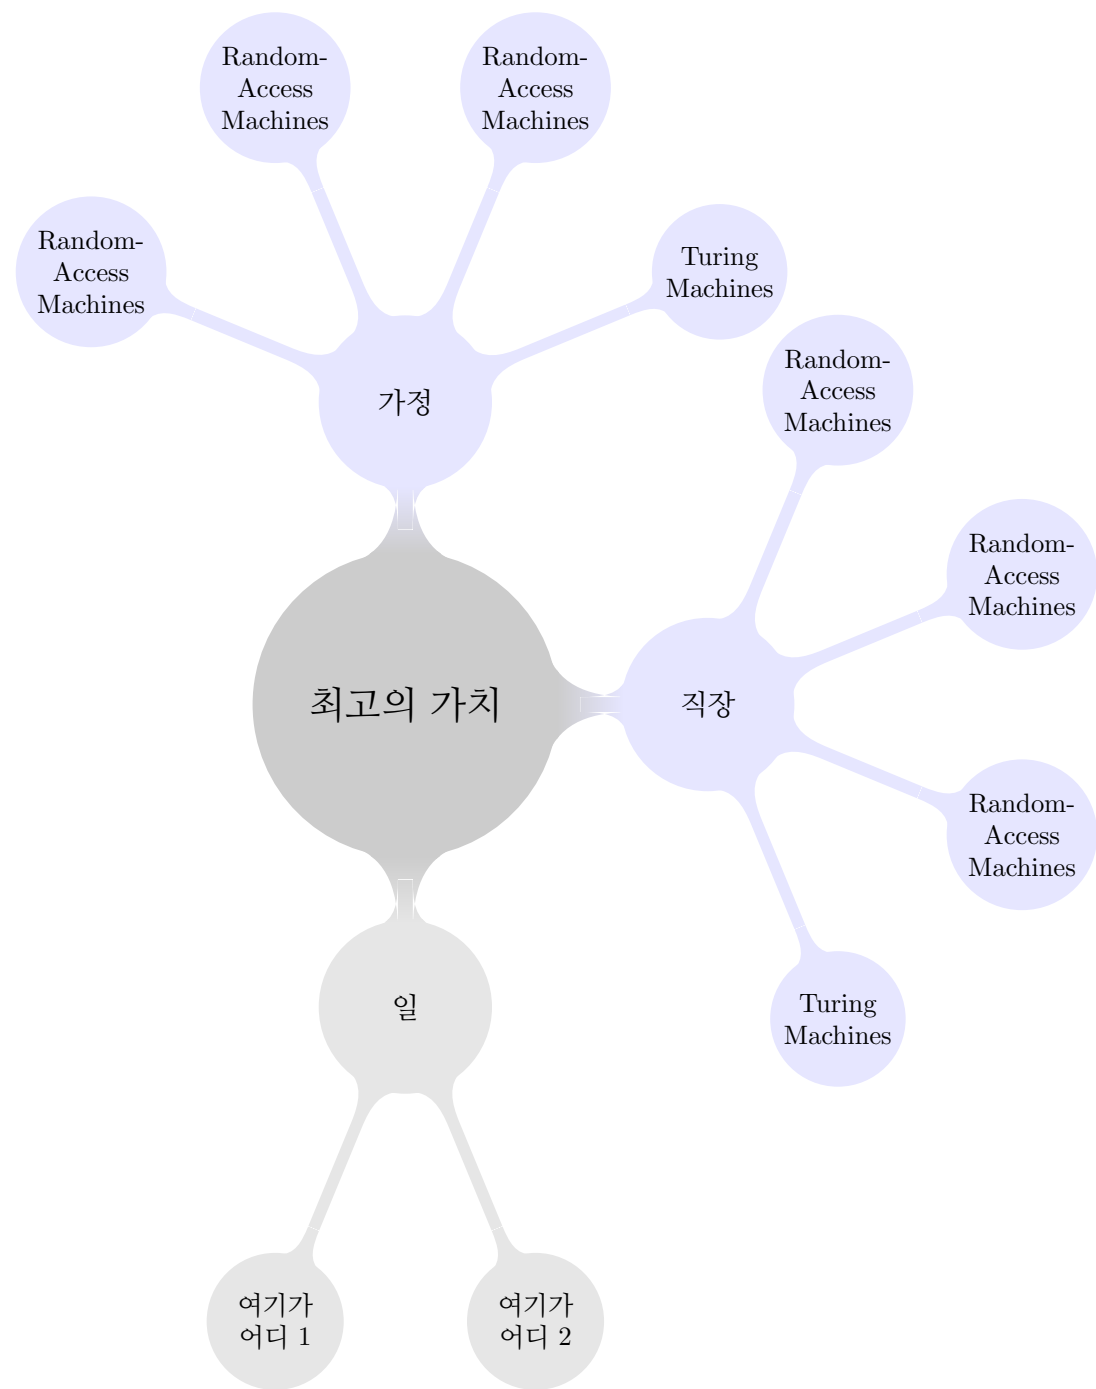 Random-
Access
Machines
Random-
Access
Machines
Random-
Access
Machines
Turing
Machines
가정
Random-
Access
Machines
Random-
Access
Machines
최고의 가치
직장
Random-
Access
Machines
Turing
Machines
일
여기가
어디 1
여기가
어디 2